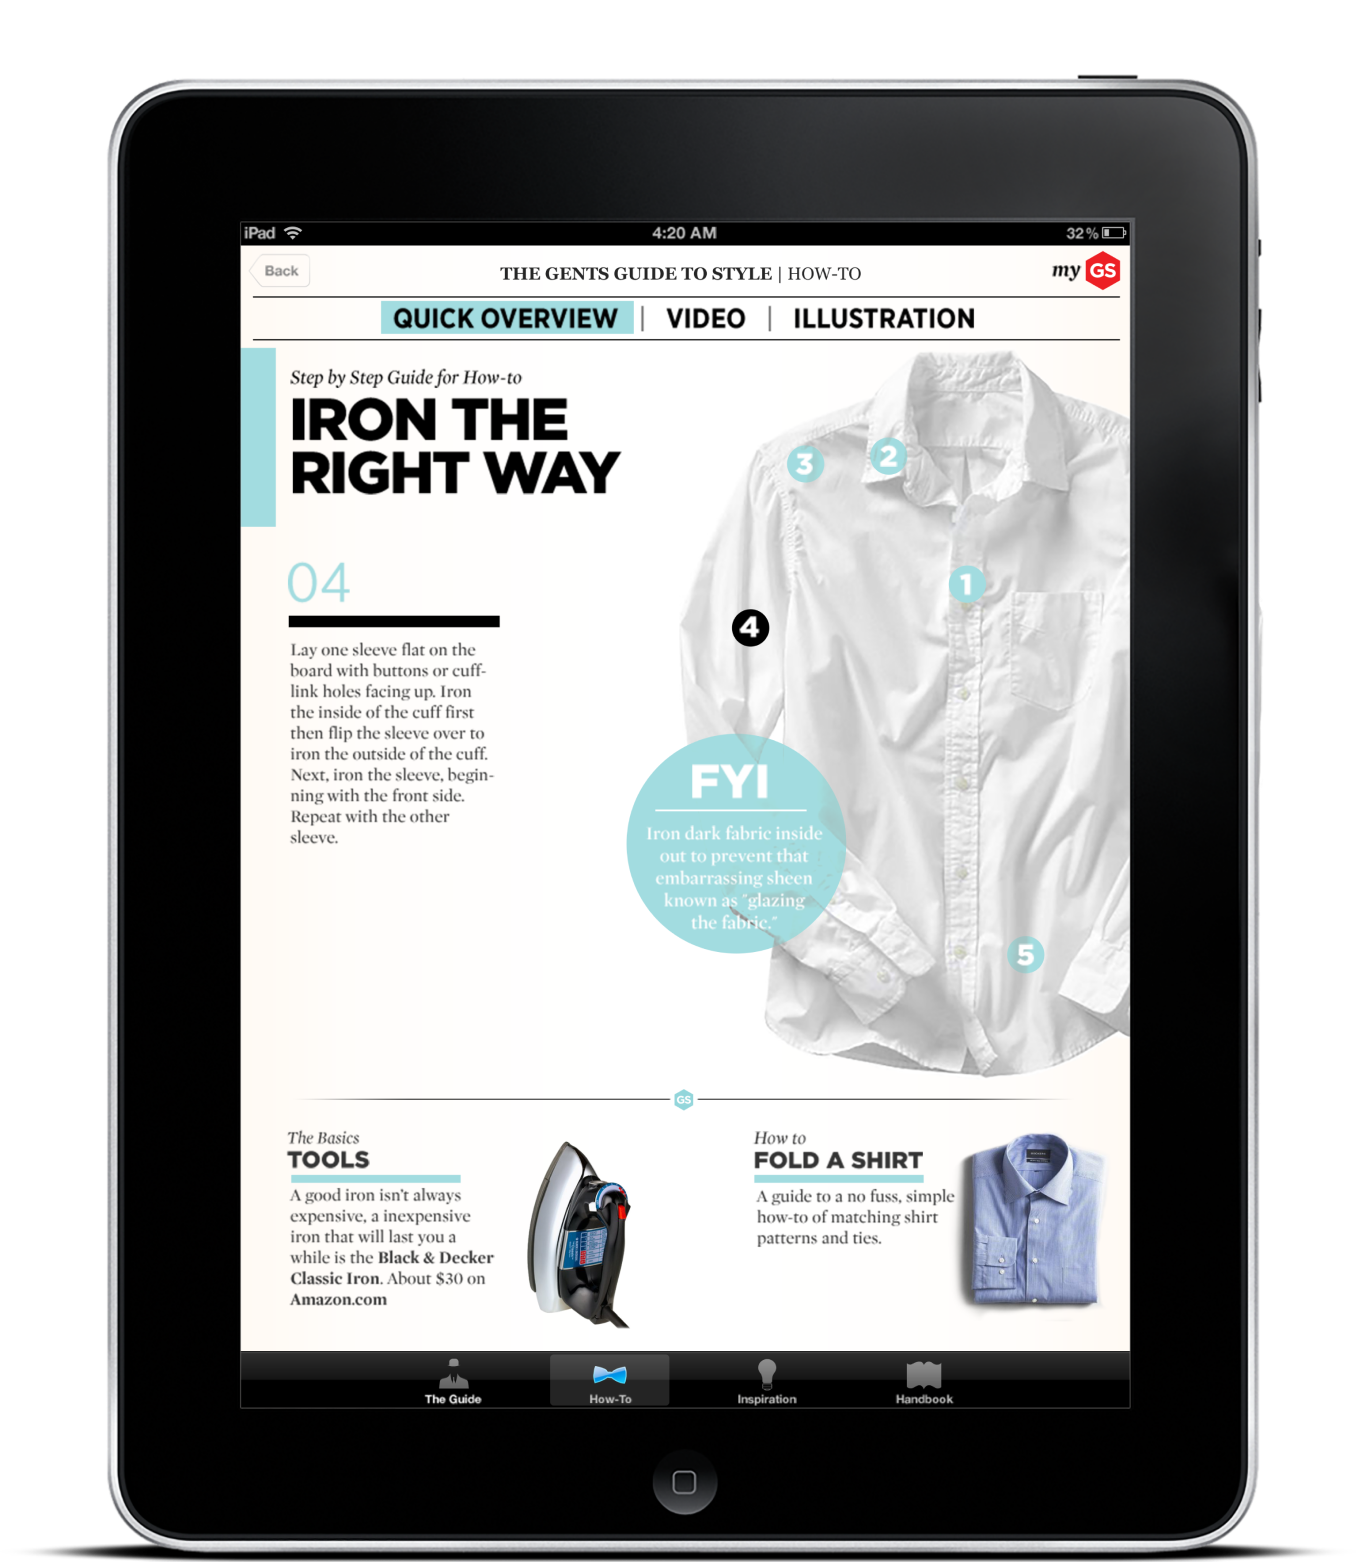 iPad
4:20 AM
32%
Back
THE GENTS GUIDE TO STYLE | HOW-TO
my GS
QUICK OVERVIEW | VIDEO | ILLUSTRATION
Step by Step Guide for How-to
IRON THE
RIGHT WAY
04
Lay one sleeve flat on the
board with buttons or cuff-
link holes facing up. Iron
the inside of the cuff first
then flip the sleeve over to
iron the outside of the cuff.
Next, iron the sleeve, begin-
ning with the front side.
Repeat with the other
sleeve.
3
2
1
4
5
FYI
Iron dark fabric inside
out to prevent that
embarrassing sheen
known as "glazing
the fabric."
GS
The Basics
TOOLS
A good iron isn't always
expensive, a inexpensive
iron that will last you a
while is the Black & Decker
Classic Iron. About $30 on
Amazon.com
How to
FOLD A SHIRT
A guide to a no fuss, simple
how-to of matching shirt
patterns and ties.
The Guide
How-To
Inspiration
Handbook